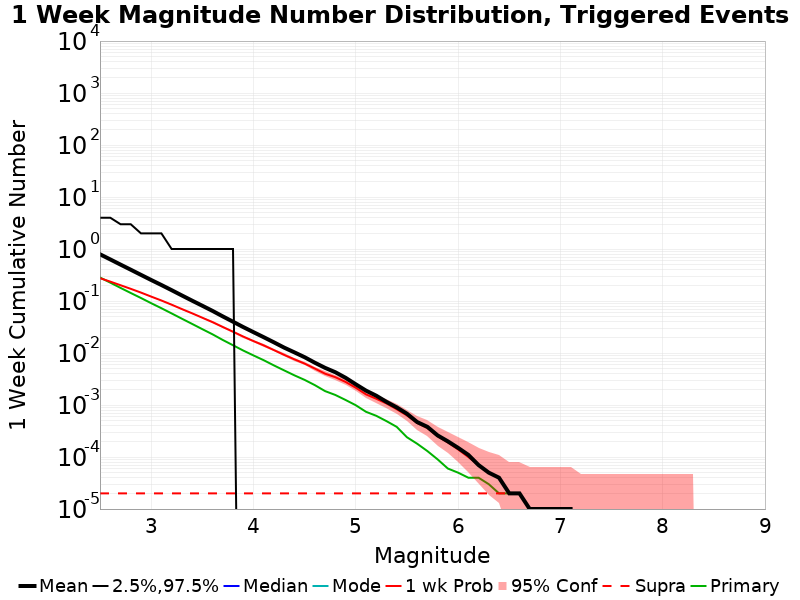 1 Week Magnitude Number Distribution, Triggered Events
10^4
10^3
10^2
10^1
10^0
10^-1
10^-2
10^-3
10^-4
10^-5
1 Week Cumulative Number
3 4 5 6 7 8 9
Magnitude
Mean 2.5%,97.5% Median Mode 1 wk Prob 95% Conf Supra Primary